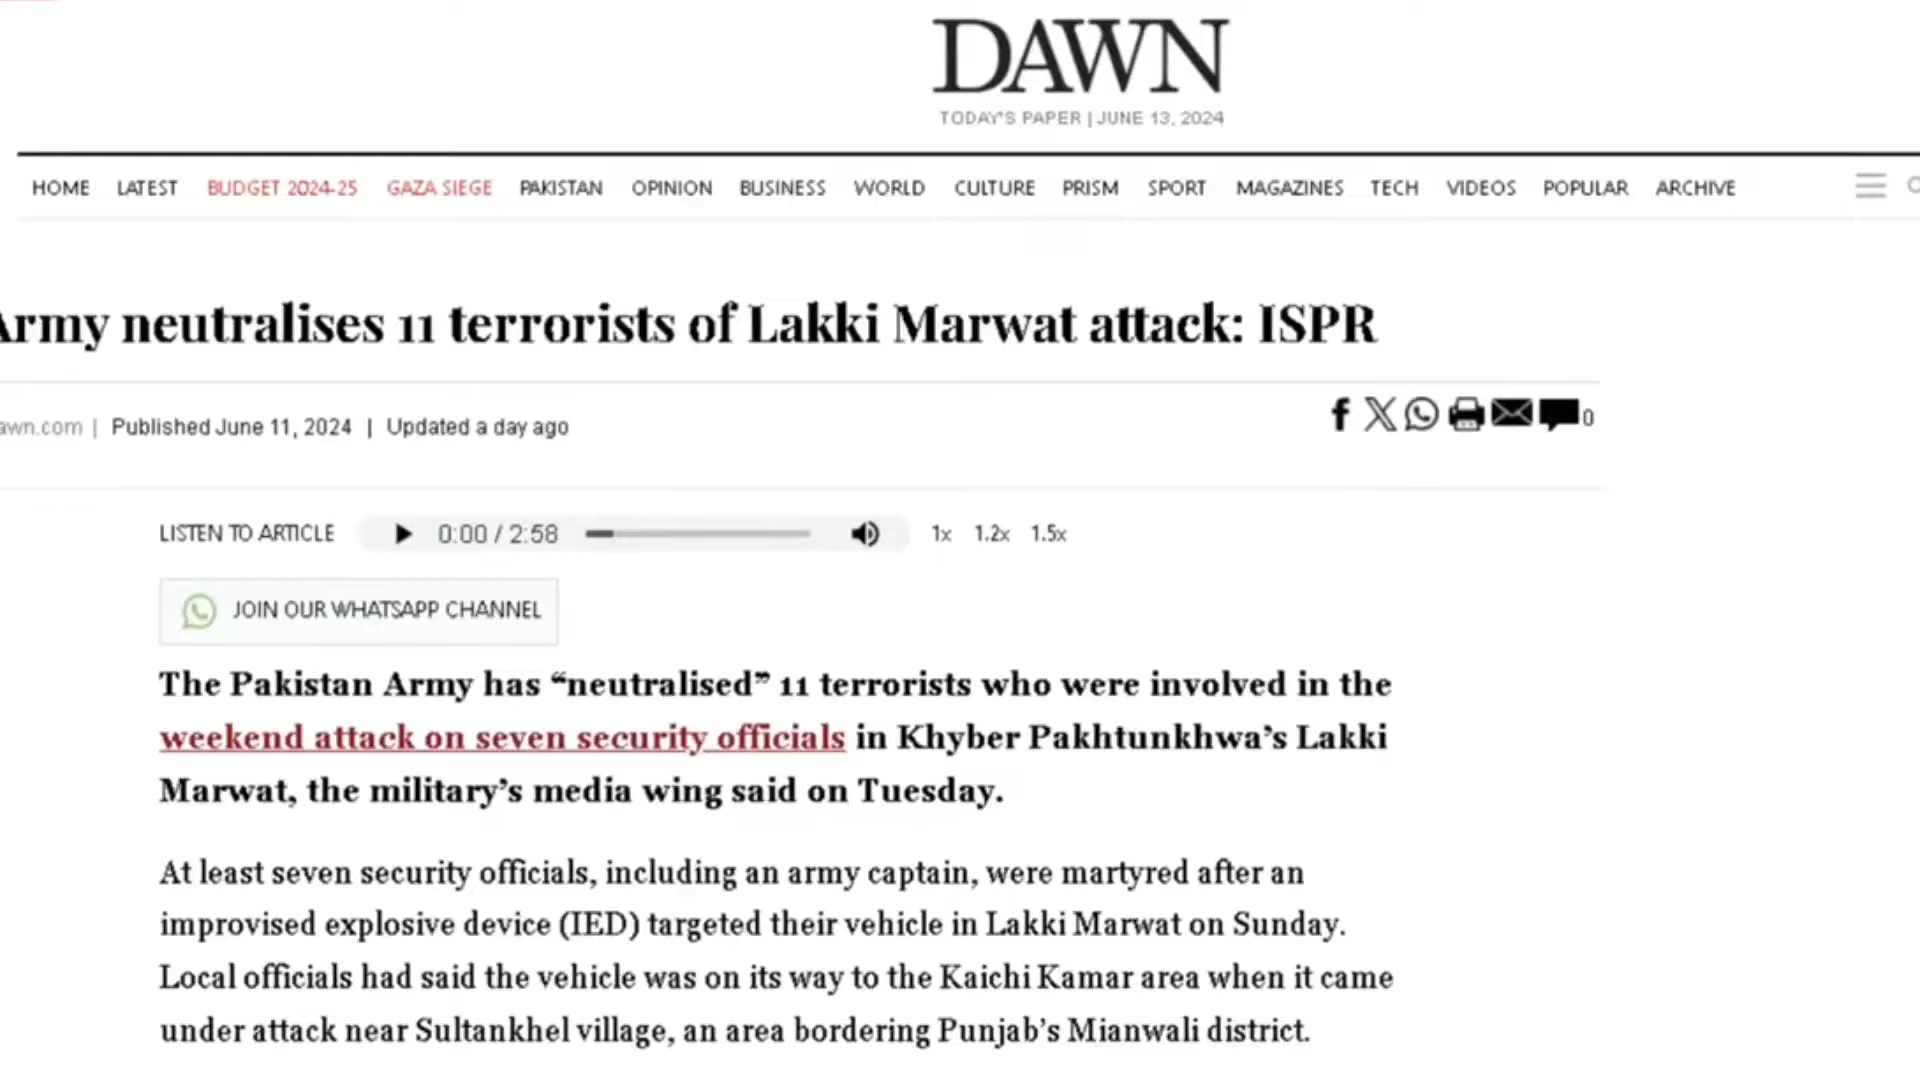 DAWN
TODAY'S PAPER | JUNE 13, 2024
HOME LATEST BUDGET 2024-25 GAZA SIEGE PAKISTAN OPINION BUSINESS WORLD CULTURE PRISM SPORT MAGAZINES TECH VIDEOS POPULAR ARCHIVE
Army neutralises 11 terrorists of Lakki Marwat attack: ISPR
awn.com | Published June 11, 2024 | Updated a day ago
0
LISTEN TO ARTICLE 0:00 / 2:58 1x 1.2x 1.5x
JOIN OUR WHATSAPP CHANNEL
The Pakistan Army has “neutralised” 11 terrorists who were involved in the
weekend attack on seven security officials in Khyber Pakhtunkhwa’s Lakki
Marwat, the military’s media wing said on Tuesday.
At least seven security officials, including an army captain, were martyred after an
improvised explosive device (IED) targeted their vehicle in Lakki Marwat on Sunday.
Local officials had said the vehicle was on its way to the Kaichi Kamar area when it came
under attack near Sultankhel village, an area bordering Punjab’s Mianwali district.